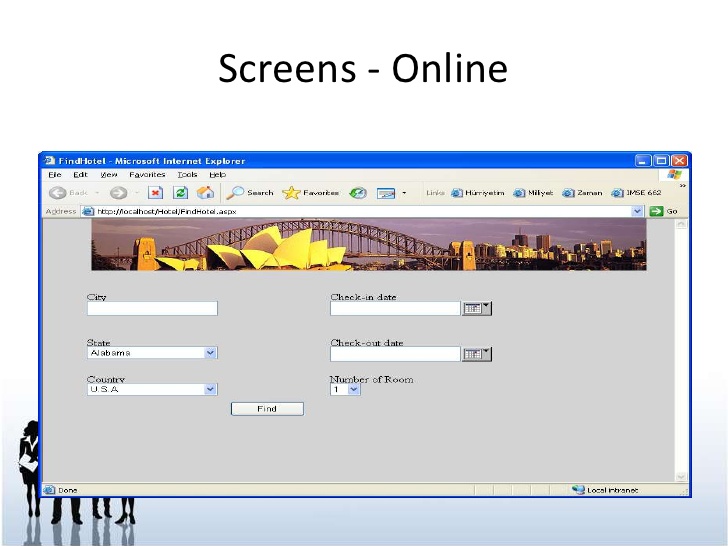 Screens - Online
FindHotel - Microsoft Internet Explorer
File Edit View Favorites Tools Help
Back Search Favorites Links Hürriyetim Milliyet Zaman IMSE 662 »
Address http://localhost/Hotel/FindHotel.aspx Go
City Check-in date
State Check-out date
Alabama
Country Number of Room
U.S.A 1
Find
Done Local intranet